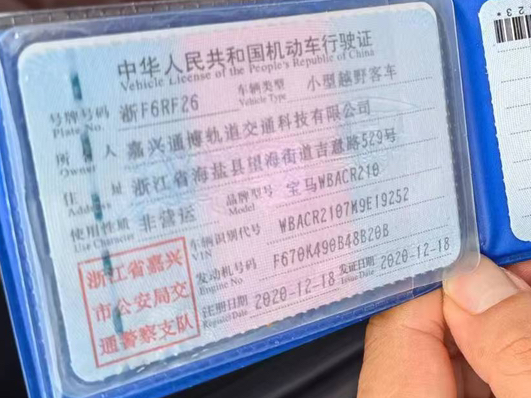 中华人民共和国机动车行驶证
Vehicle License of the People's Republic of China
号牌号码 浙F6RF26 车辆类型 小型越野客车
Plate No. Vehicle Type
所有人 嘉兴通博轨道交通科技有限公司
Owner
住址 浙江省海盐县望海街道吉意路529号
Address
使用性质 非营运 品牌型号 宝马WBACR210
Use Character Model
车辆识别代号 WBACR2107M9E19252
VIN
发动机号码 F670K490B48B20B
Engine No.
注册日期 2020-12-18 发证日期 2020-12-18
Register Date Issue Date
浙江省嘉兴
市公安局交
通警察支队